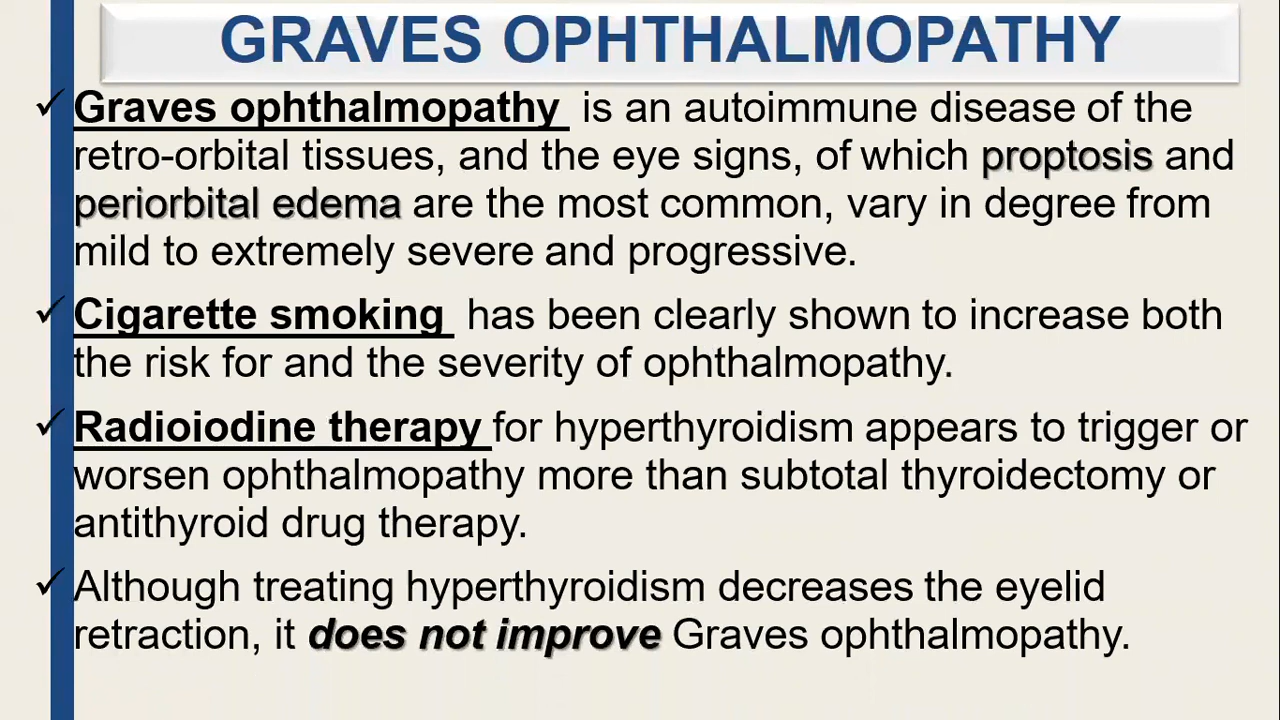 GRAVES OPHTHALMOPATHY
✓ Graves ophthalmopathy is an autoimmune disease of the
retro-orbital tissues, and the eye signs, of which proptosis and
periorbital edema are the most common, vary in degree from
mild to extremely severe and progressive.
✓ Cigarette smoking has been clearly shown to increase both
the risk for and the severity of ophthalmopathy.
✓ Radioiodine therapy for hyperthyroidism appears to trigger or
worsen ophthalmopathy more than subtotal thyroidectomy or
antithyroid drug therapy.
✓ Although treating hyperthyroidism decreases the eyelid
retraction, it does not improve Graves ophthalmopathy.